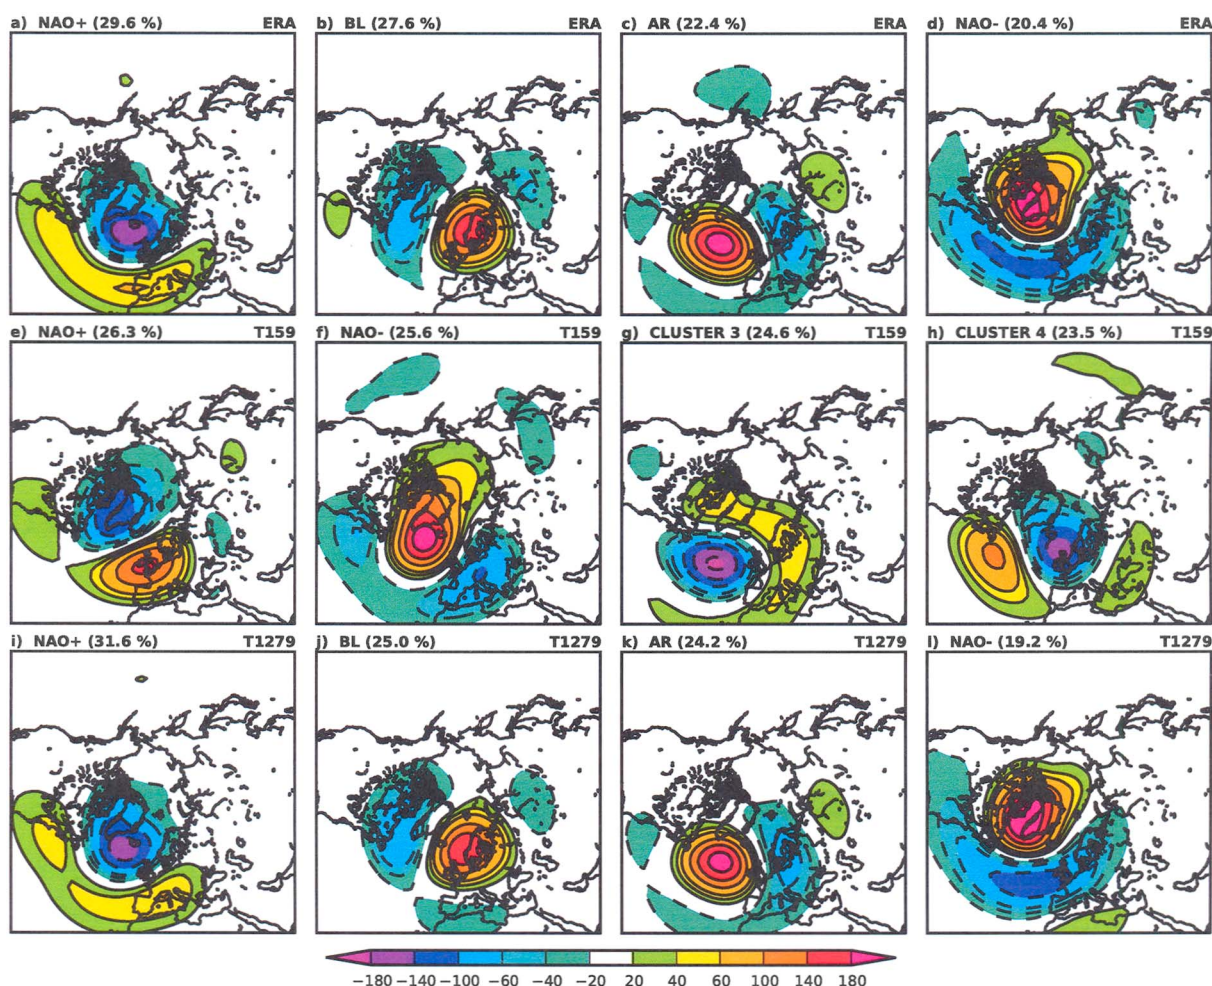 a) NAO+ (29.6 %) ERA
b) BL (27.6 %) ERA
c) AR (22.4 %) ERA
d) NAO- (20.4 %) ERA
e) NAO+ (26.3 %) T159
f) NAO- (25.6 %) T159
g) CLUSTER 3 (24.6 %) T159
h) CLUSTER 4 (23.5 %) T159
i) NAO+ (31.6 %) T1279
j) BL (25.0 %) T1279
k) AR (24.2 %) T1279
l) NAO- (19.2 %) T1279
−180 −140 −100 −60 −40 −20 20 40 60 100 140 180